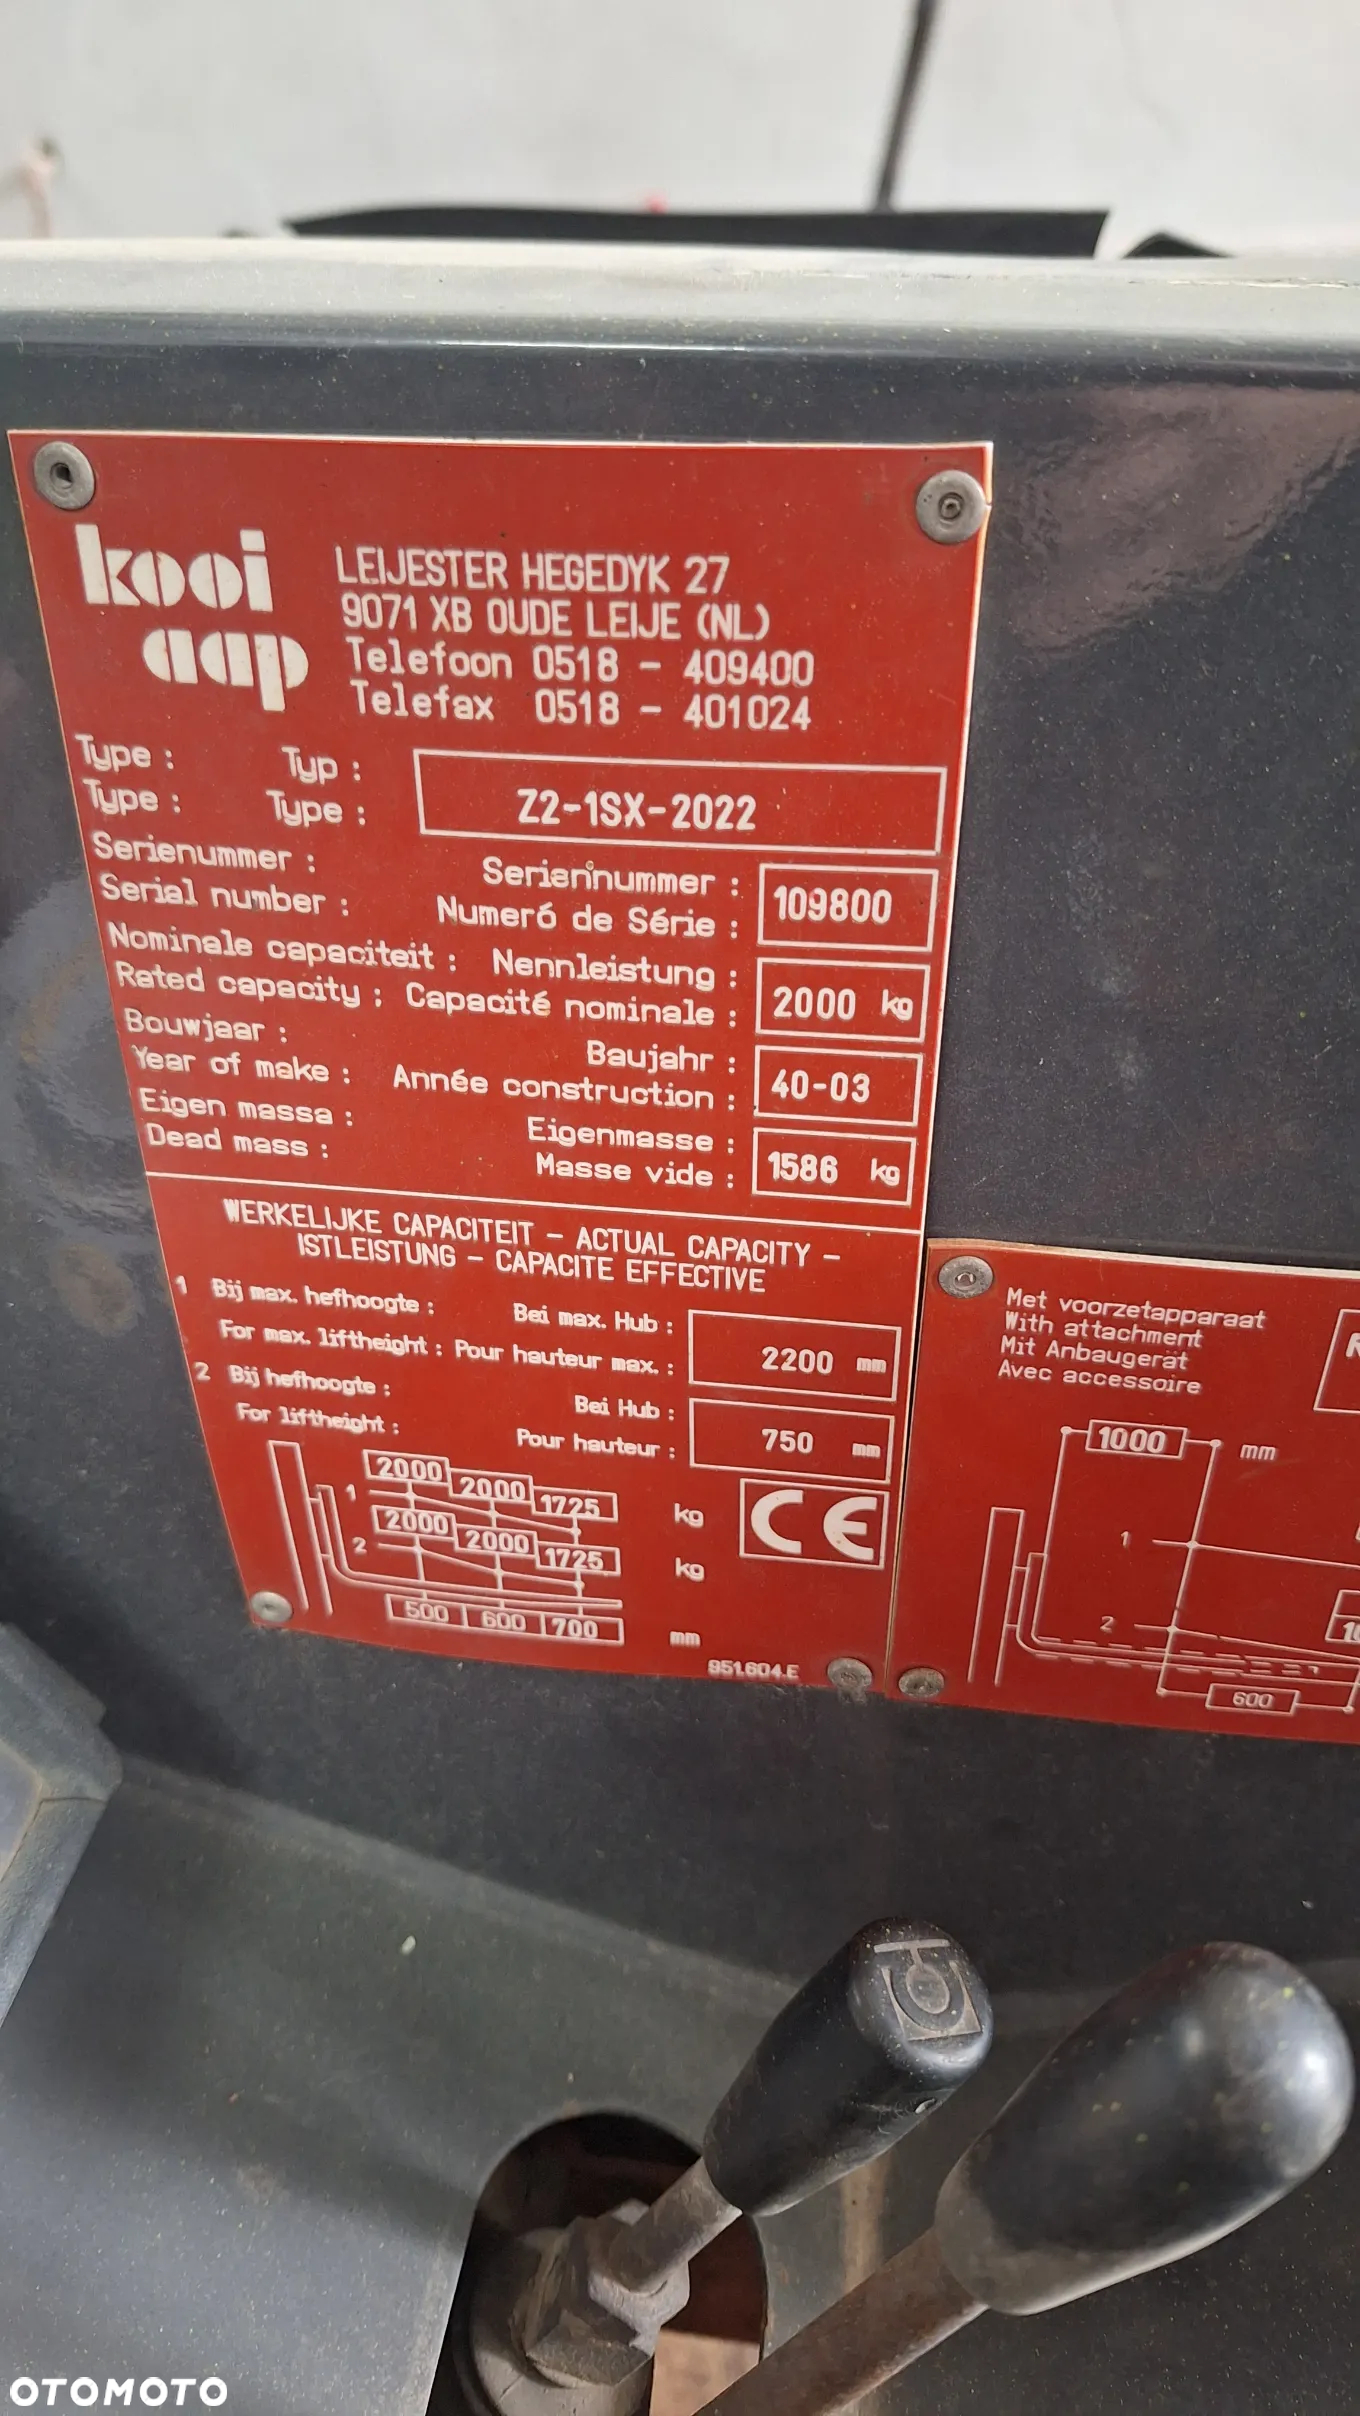 kooi
aap
LEIJESTER HEGEDYK 27
9071 XB OUDE LEIJE (NL)
Telefoon 0518 - 409400
Telefax 0518 - 401024
Type : Typ :
Type : Type :
Z2-1SX-2022
Serienummer : Seriennummer :
Serial number : Numeró de Série :
109800
Nominale capaciteit : Nennleistung :
Rated capacity : Capacité nominale :
2000 kg
Bouwjaar : Baujahr :
Year of make : Année construction :
40-03
Eigen massa : Eigenmasse :
Dead mass : Masse vide :
1586 kg
WERKELIJKE CAPACITEIT - ACTUAL CAPACITY -
ISTLEISTUNG - CAPACITE EFFECTIVE
1 Bij max. hefhoogte : Bei max. Hub :
For max. liftheight : Pour hauteur max. :
2200 mm
2 Bij hefhoogte : Bei Hub :
For liftheight : Pour hauteur :
750 mm
1 2000 2000 1725 kg
2 2000 2000 1725 kg
500 600 700 mm
CE
951.604.E
Met voorzetapparaat
With attachment
Mit Anbaugerät
Avec accessoire
1000 mm
1
2
600
OTOMOTO